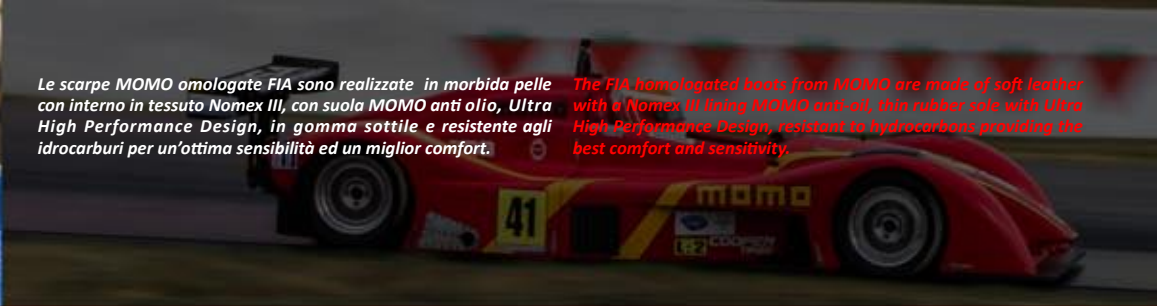 Le scarpe MOMO omologate FIA sono realizzate in morbida pelle
con interno in tessuto Nomex III, con suola MOMO anti olio, Ultra
High Performance Design, in gomma sottile e resistente agli
idrocarburi per un'ottima sensibilità ed un miglior comfort.
The FIA homologated boots from MOMO are made of soft leather
with a Nomex III lining MOMO anti-oil, thin rubber sole with Ultra
High Performance Design, resistant to hydrocarbons providing the
best comfort and sensitivity.
41
momo
COOPER